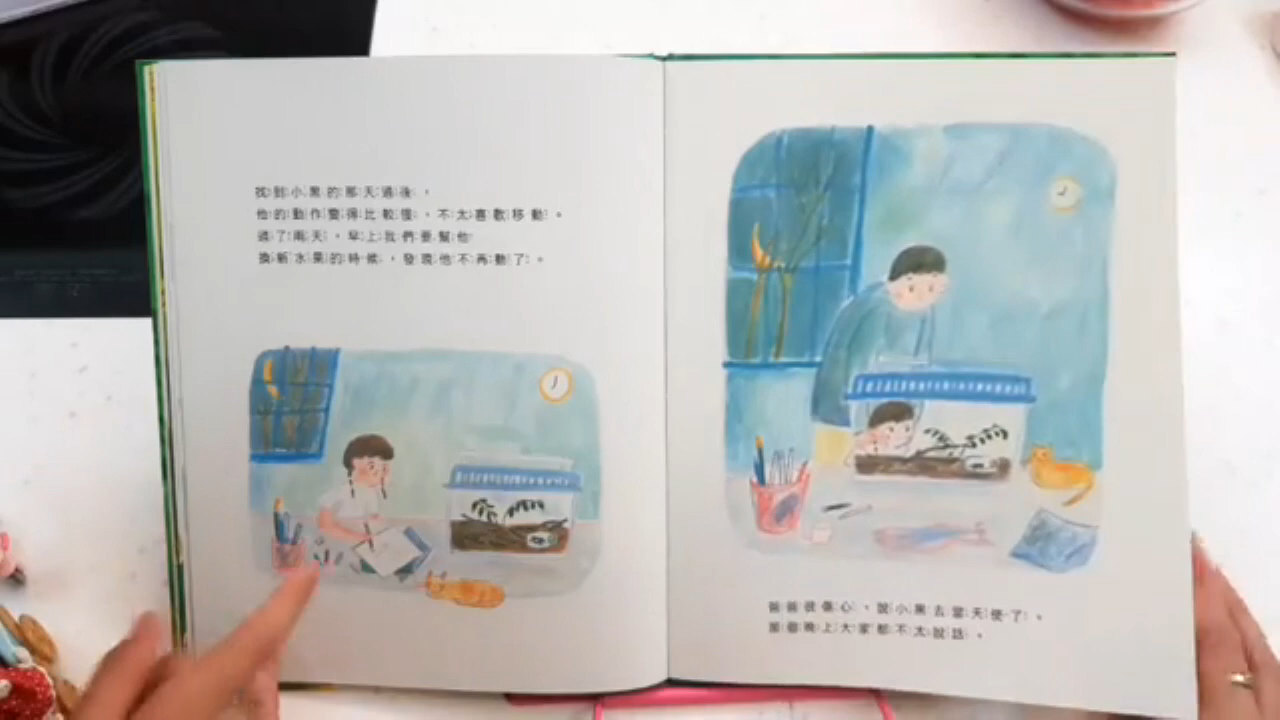 找到小黑的那天過後，
他的動作變得比較慢，不太喜歡移動。
過了兩天，早上我們要幫他
換新水果的時候，發現他不再動了。
爸爸很傷心，說小黑去當天使了。
那個晚上大家都不太說話。